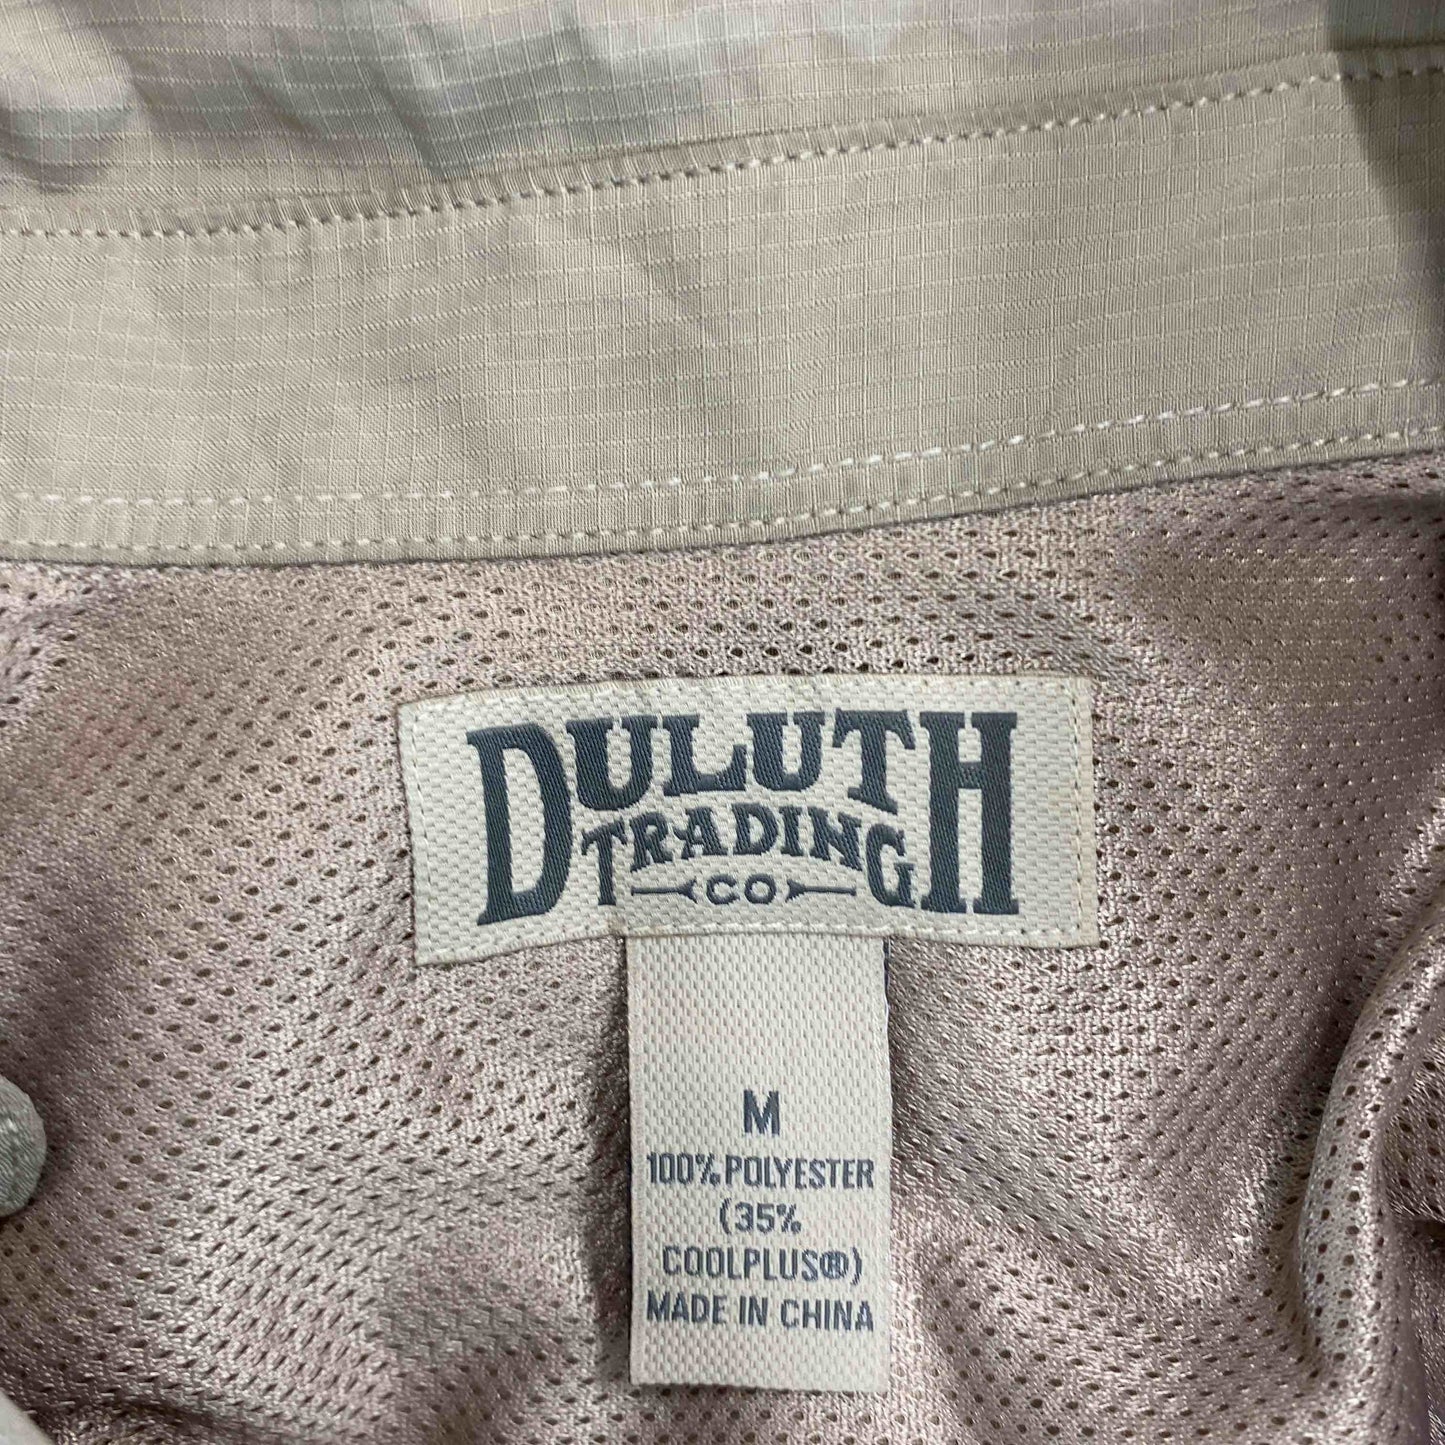 DULUTH
TRADING
CO
M
100% POLYESTER
(35%
COOLPLUS®)
MADE IN CHINA